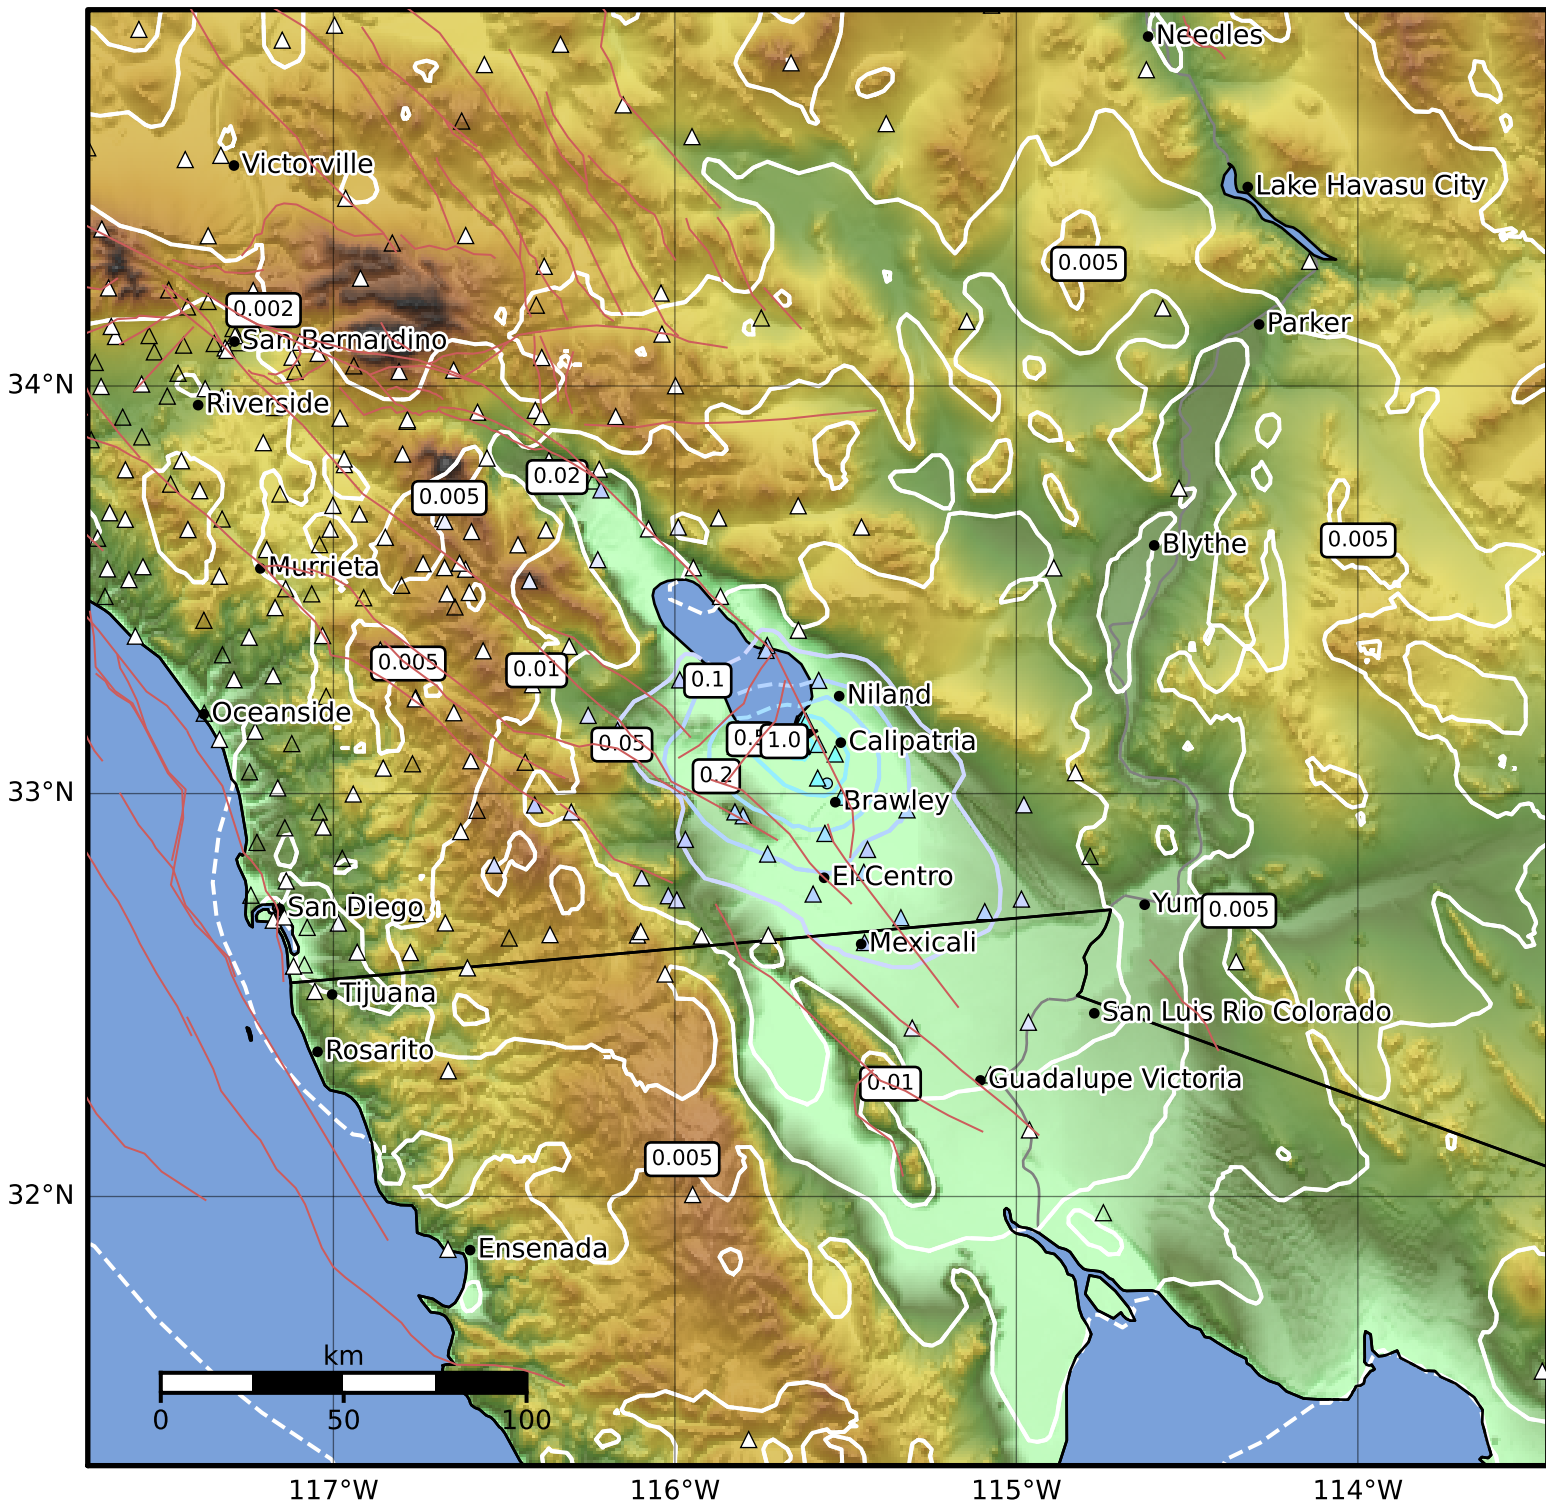 Needles
Victorville
Lake Havasu City
0.005
0.002
Parker
San Bernardino
34°N
Riverside
0.02
0.005
0.005
Blythe
Murrieta
0.005
0.01
0.1
Niland
Oceanside
0.05
1.0
Calipatria
0.2
33°N
Brawley
El Centro
San Diego
0.005
Mexicali
Tijuana
San Luis Rio Colorado
Rosarito
0.01
Guadalupe Victoria
0.005
32°N
Ensenada
km
0 50 100
117°W 116°W 115°W 114°W